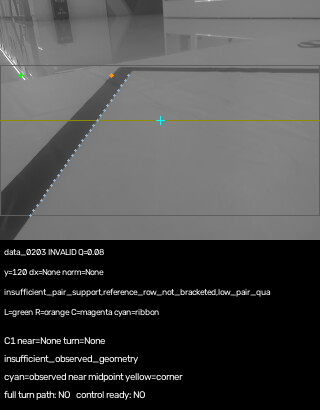 data_0203 INVALID Q=0.08
y=120 dx=None norm=None
insufficient_pair_support,reference_row_not_bracketed,low_pair_qua
L=green R=orange C=magenta cyan=ribbon
C1 near=None turn=None
insufficient_observed_geometry
cyan=observed near midpoint yellow=corner
full turn path: NO control ready: NO